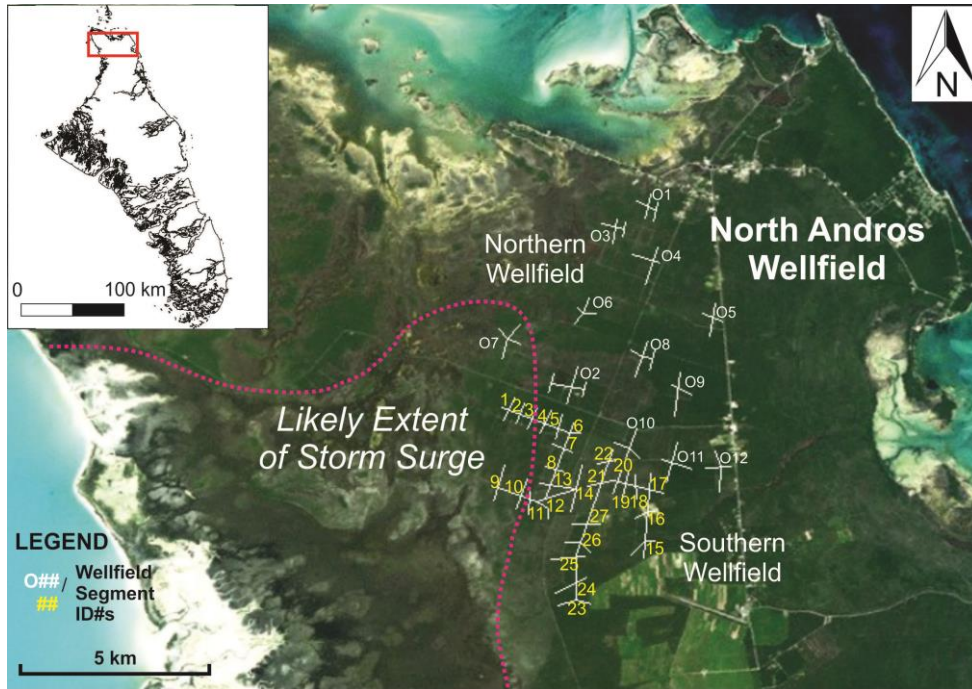 0 100 km
N
O1
O3
Northern
Wellfield
North Andros
Wellfield
O4
O6
O5
O7
O8
O2
O9
1
2
3
4
5
6
Likely Extent
of Storm Surge
7
O10
22
20
O11
O12
8
13
21
9
10
14
17
19
18
12
11
16
27
26
15
Southern
Wellfield
25
24
23
LEGEND
O## / Wellfield
## Segment
ID#s
5 km